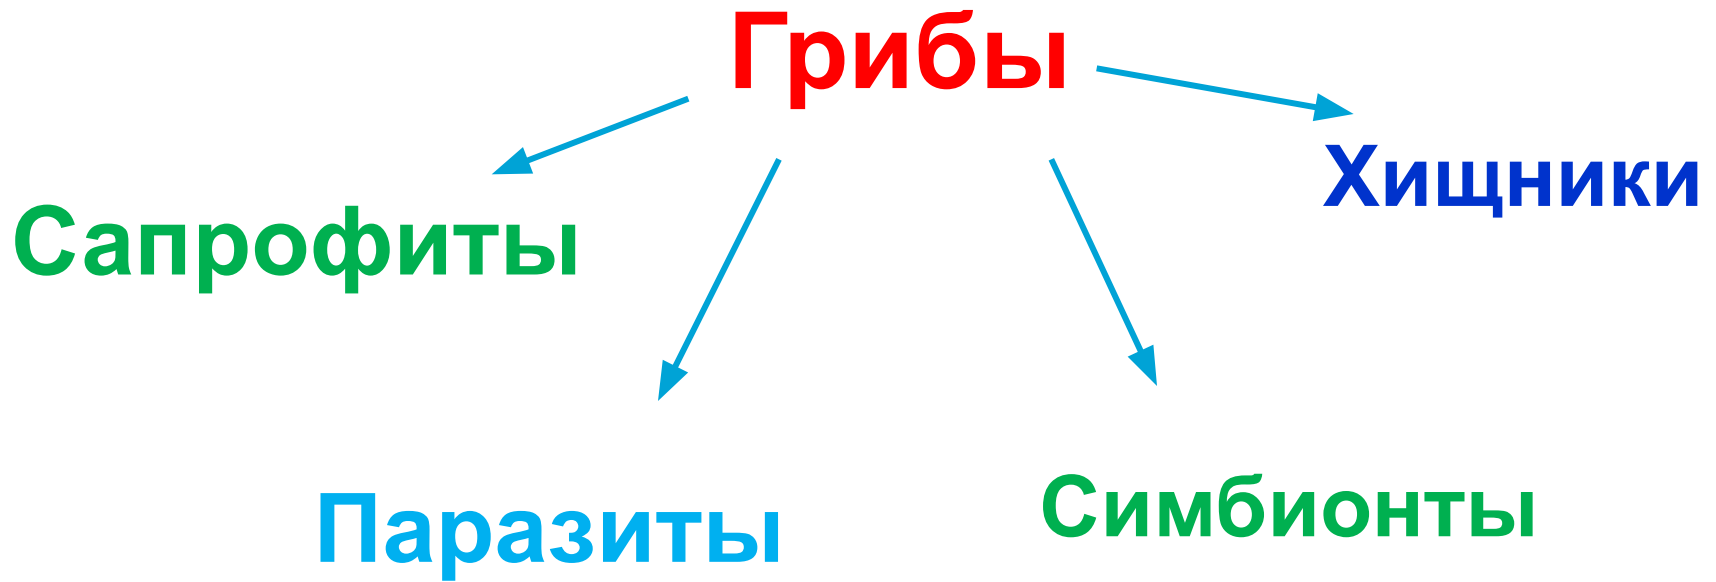 Грибы
Хищники
Сапрофиты
Паразиты
Симбионты